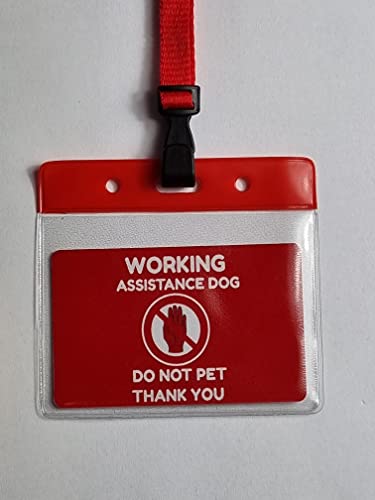 WORKING
ASSISTANCE DOG
DO NOT PET
THANK YOU